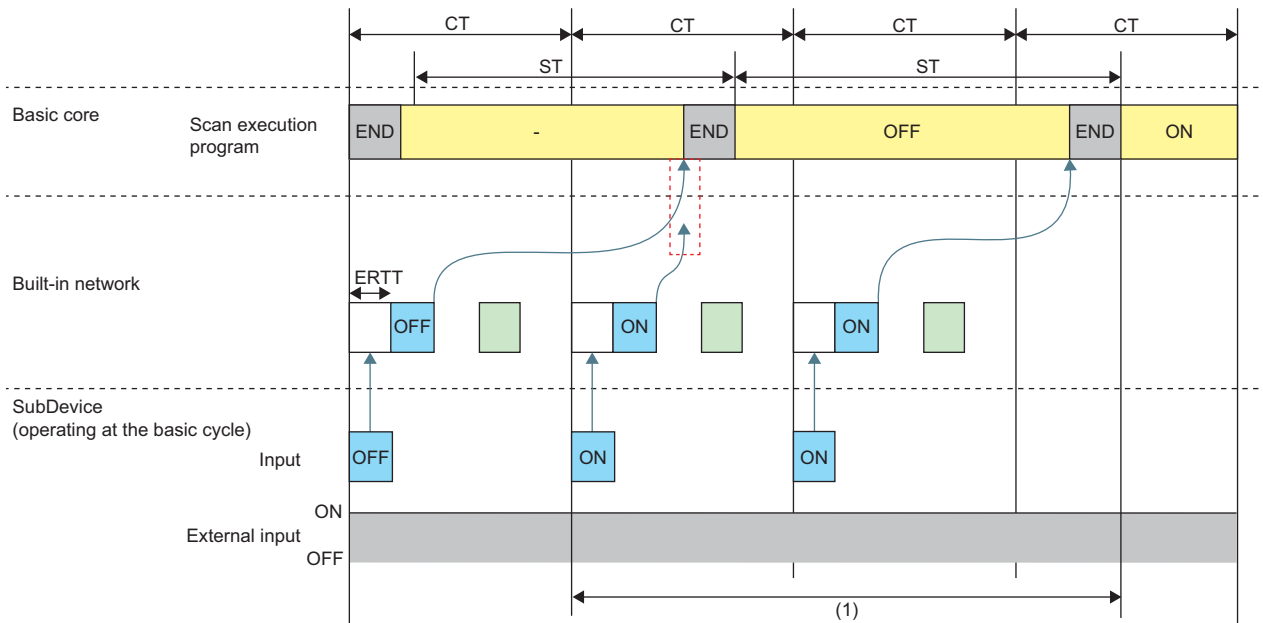 CT CT CT CT
ST ST
Basic core
Scan execution
program
END - END OFF END ON
Built-in network
ERTT
OFF ON ON
SubDevice
(operating at the basic cycle)
Input
OFF ON ON
ON
External input
OFF
(1)